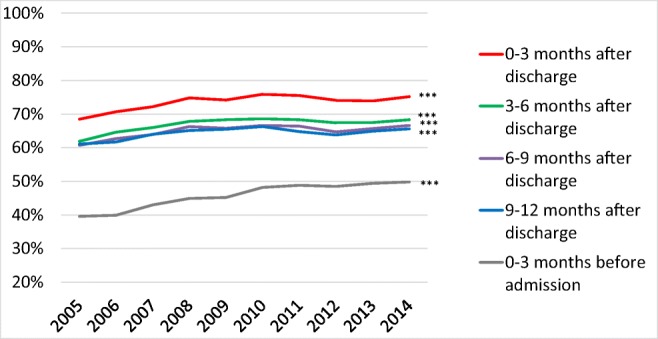 100%
90%
80%
70%
60%
50%
40%
30%
20%
***
***
***
***
***
2005
2006
2007
2008
2009
2010
2011
2012
2013
2014
0-3 months after
discharge
3-6 months after
discharge
6-9 months after
discharge
9-12 months after
discharge
0-3 months before
admission